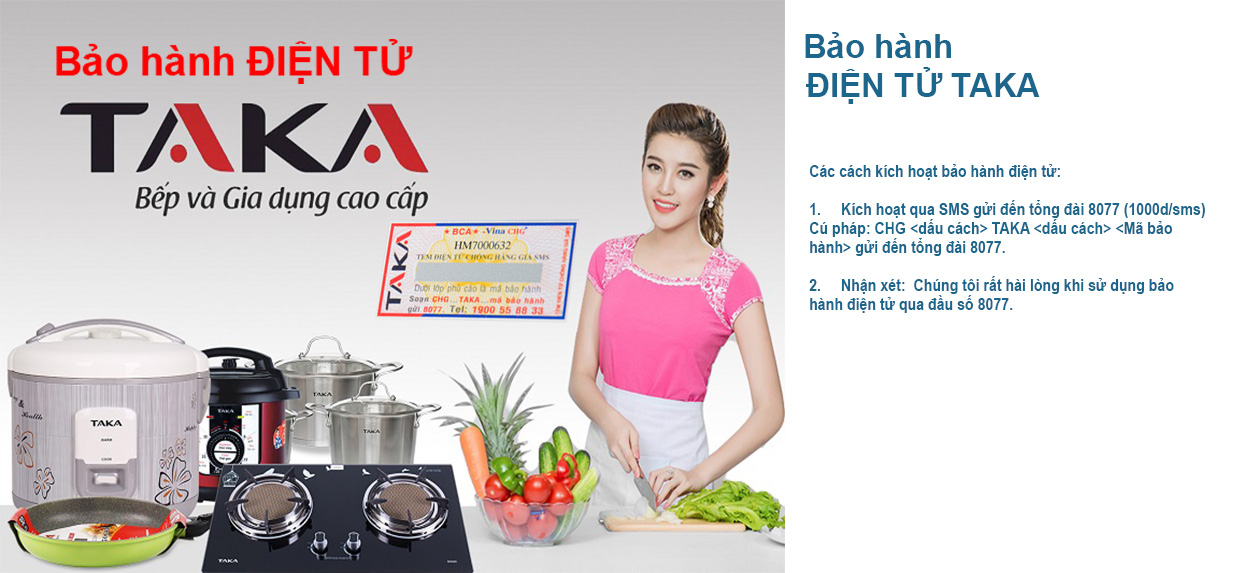 Bảo hành ĐIỆN TỬ
TAKA
Bếp và Gia dụng cao cấp
★ BCA★ -Vina CHG
HM7000632
TEM ĐIỆN TỬ CHỐNG HÀNG GIẢ SMS
Dưới lớp phủ cào là mã bảo hành
Soạn CHG...TAKA...mã bảo hành
gửi 8077. Tel: 1900 55 88 33
TAKA
TAKA
TAKA
TAKA
TAKA
TAKA
Bảo hành
ĐIỆN TỬ TAKA
Các cách kích hoạt bảo hành điện tử:
1. Kích hoạt qua SMS gửi đến tổng đài 8077 (1000d/sms)
Cú pháp: CHG <dấu cách> TAKA <dấu cách> <Mã bảo
hành> gửi đến tổng đài 8077.
2. Nhận xét: Chúng tôi rất hài lòng khi sử dụng bảo
hành điện tử qua đầu số 8077.